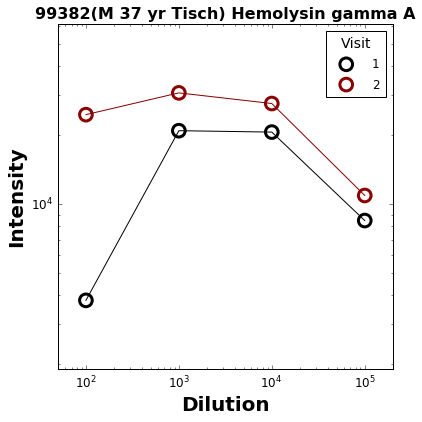 99382(M 37 yr Tisch) Hemolysin gamma A
Visit
1
2
Intensity
10^4
10^2 10^3 10^4 10^5
Dilution